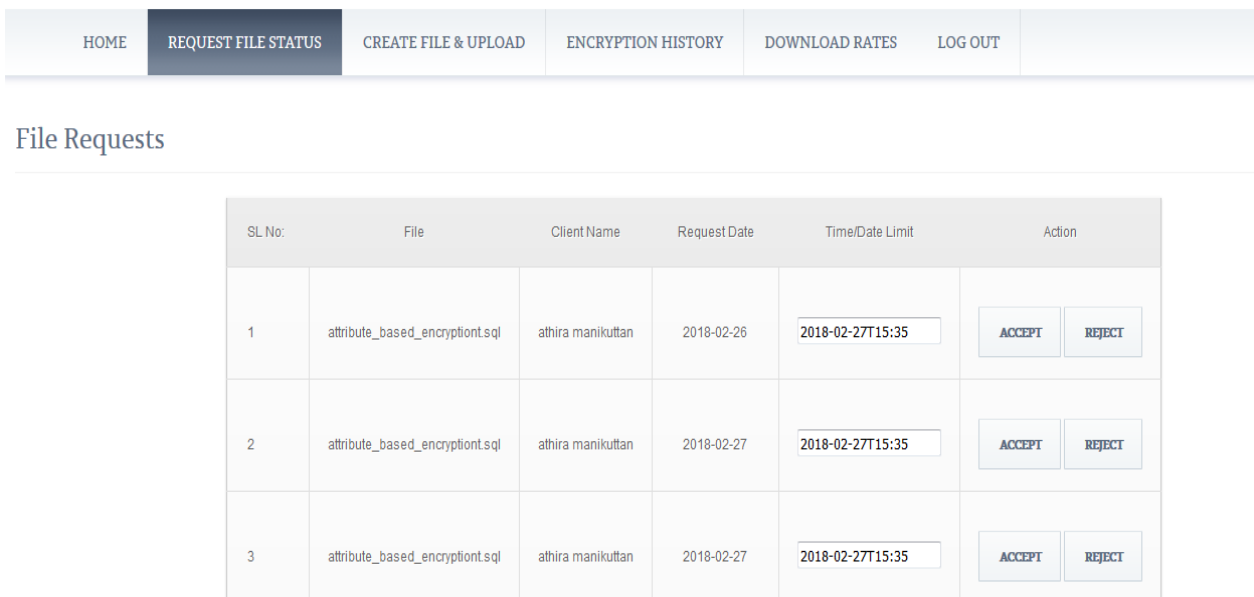 HOME REQUEST FILE STATUS CREATE FILE & UPLOAD ENCRYPTION HISTORY DOWNLOAD RATES LOG OUT
File Requests
SL No: File Client Name Request Date Time/Date Limit Action
1 attribute_based_encryptiont.sql athira manikuttan 2018-02-26 2018-02-27T15:35 ACCEPT REJECT
2 attribute_based_encryptiont.sql athira manikuttan 2018-02-27 2018-02-27T15:35 ACCEPT REJECT
3 attribute_based_encryptiont.sql athira manikuttan 2018-02-27 2018-02-27T15:35 ACCEPT REJECT